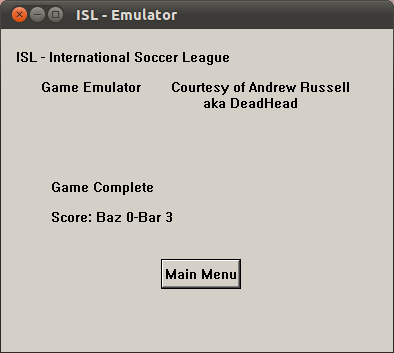 ISL - Emulator
ISL - International Soccer League
Game Emulator Courtesy of Andrew Russell
aka DeadHead
Game Complete
Score: Baz 0-Bar 3
Main Menu